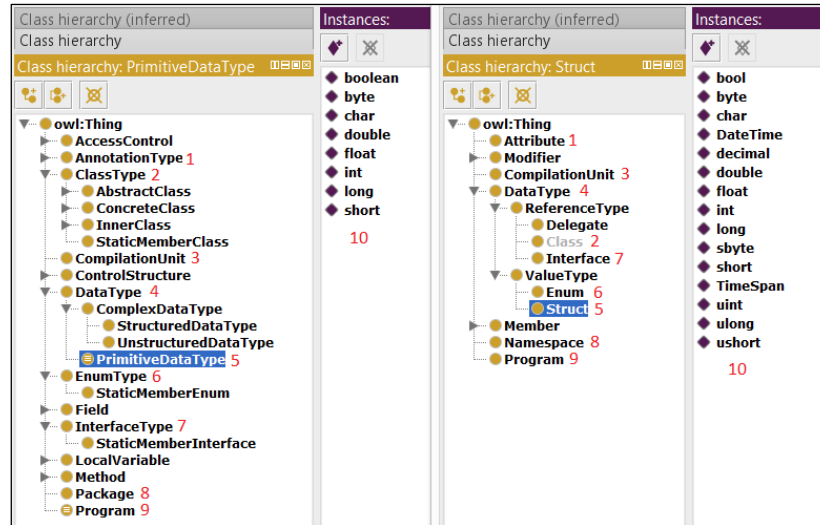 Class hierarchy (inferred)
Class hierarchy
Class hierarchy: PrimitiveDataType
owl:Thing
AccessControl
AnnotationType 1
ClassType 2
AbstractClass
ConcreteClass
InnerClass
StaticMemberClass
CompilationUnit 3
ControlStructure
DataType 4
ComplexDataType
StructuredDataType
UnstructuredDataType
PrimitiveDataType 5
EnumType 6
StaticMemberEnum
Field
InterfaceType 7
StaticMemberInterface
LocalVariable
Method
Package 8
Program 9
Instances:
boolean
byte
char
double
float
int
long
short
10
Class hierarchy (inferred)
Class hierarchy
Class hierarchy: Struct
owl:Thing
Attribute 1
Modifier
CompilationUnit 3
DataType 4
ReferenceType
Delegate
Class 2
Interface 7
ValueType
Enum 6
Struct 5
Member
Namespace 8
Program 9
Instances:
bool
byte
char
DateTime
decimal
double
float
int
long
sbyte
short
TimeSpan
uint
ulong
ushort
10